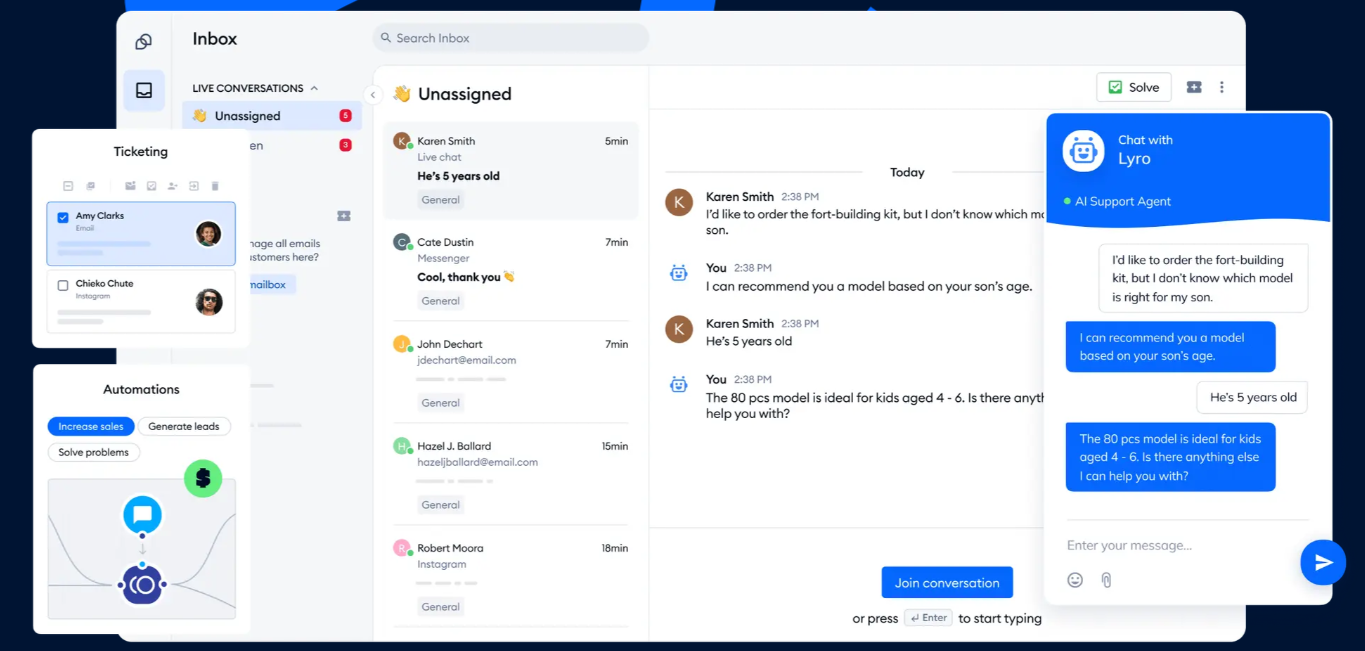 Inbox
Search Inbox
LIVE CONVERSATIONS
👋 Unassigned 5
en 3
nage all emails
ustomers here?
mailbox
Ticketing
Amy Clarks
Email
Chieko Chute
Instagram
Automations
Increase sales
Generate leads
Solve problems
$
👋 Unassigned
K Karen Smith 5min
Live chat
He's 5 years old
General
C Cate Dustin 7min
Messenger
Cool, thank you 👏
General
J John Dechart 7min
jdechart@email.com
General
H Hazel J. Ballard 15min
hazeljballard@email.com
General
R Robert Moora 18min
Instagram
General
Solve
Today
K Karen Smith 2:38 PM
I'd like to order the fort-building kit, but I don't know which mo
son.
You 2:38 PM
I can recommend you a model based on your son's age.
K Karen Smith 2:38 PM
He's 5 years old
You 2:38 PM
The 80 pcs model is ideal for kids aged 4 - 6. Is there anyth
help you with?
Join conversation
or press ↵ Enter to start typing
Chat with
Lyro
AI Support Agent
I'd like to order the fort-building
kit, but I don't know which model
is right for my son.
I can recommend you a model
based on your son's age.
He's 5 years old
The 80 pcs model is ideal for kids
aged 4 - 6. Is there anything else
I can help you with?
Enter your message...